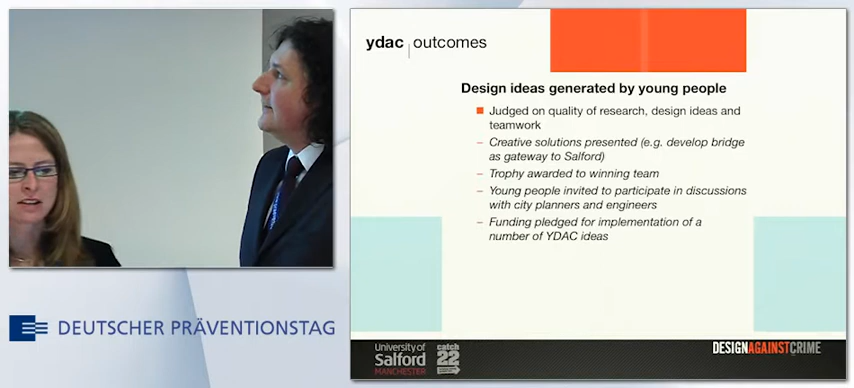 ydac outcomes
Design ideas generated by young people
Judged on quality of research, design ideas and
teamwork
– Creative solutions presented (e.g. develop bridge
as gateway to Salford)
– Trophy awarded to winning team
– Young people invited to participate in discussions
with city planners and engineers
– Funding pledged for implementation of a
number of YDAC ideas
DEUTSCHER PRÄVENTIONSTAG
University of
Salford
MANCHESTER
catch
22
DESIGNAGAINSTCRIME